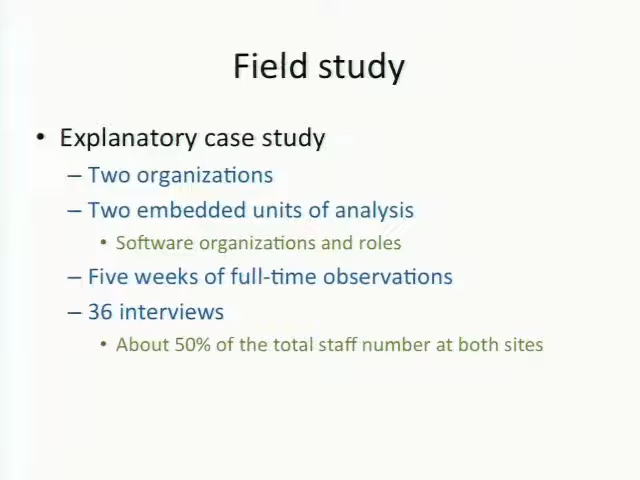 Field study
• Explanatory case study
– Two organizations
– Two embedded units of analysis
• Software organizations and roles
– Five weeks of full-time observations
– 36 interviews
• About 50% of the total staff number at both sites